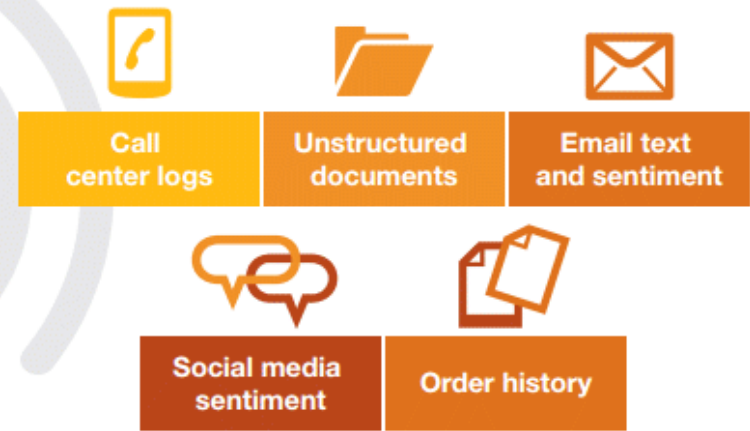 Call
center logs
Unstructured
documents
Email text
and sentiment
Social media
sentiment
Order history